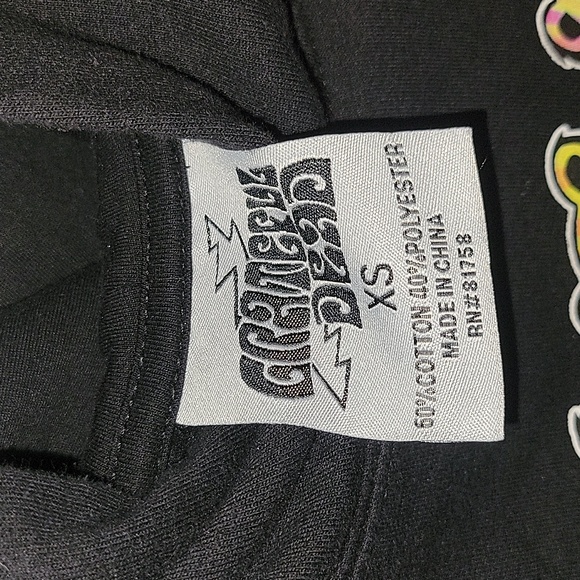 GRATEFUL
DEAD
XS
60%COTTON 40%POLYESTER
MADE IN CHINA
RN#81758